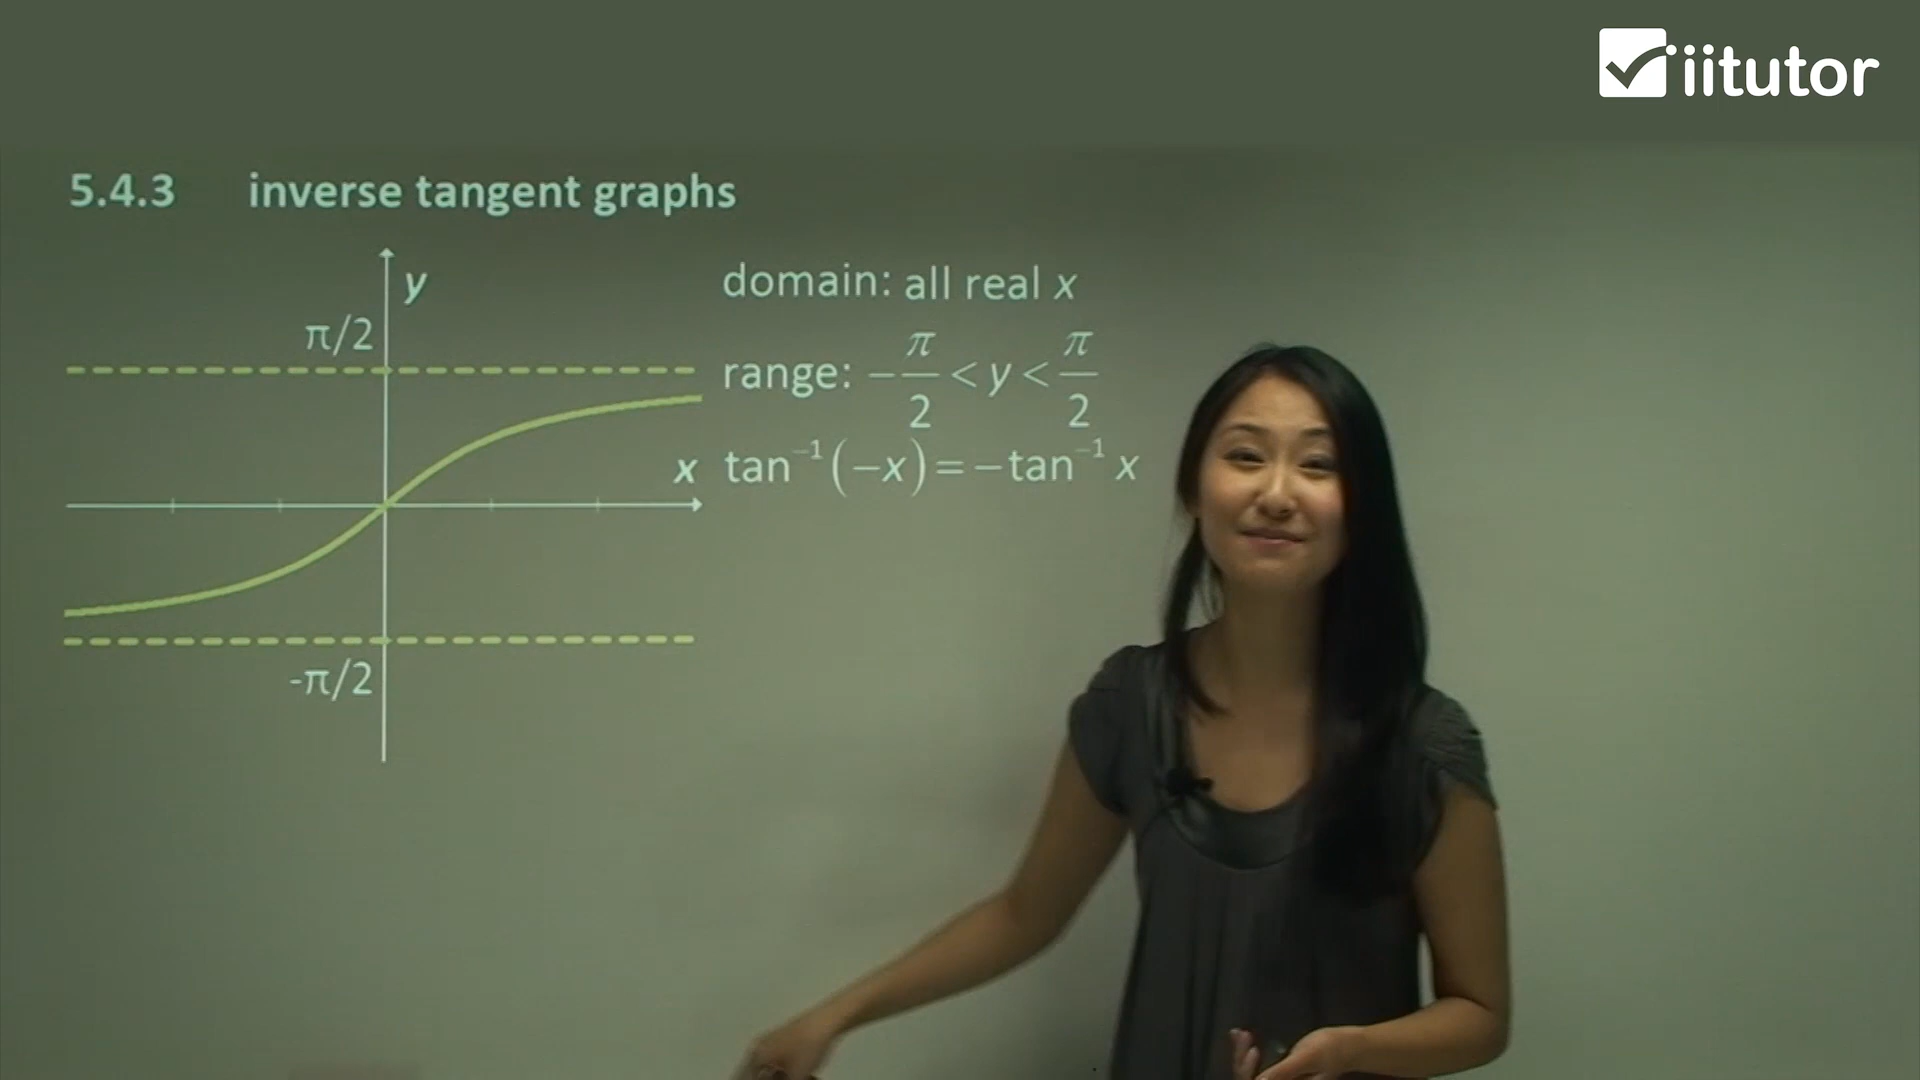 iitutor
5.4.3 inverse tangent graphs
y
π/2
x
-π/2
domain: all real x
range: -π/2 < y < π/2
tan⁻¹(-x) = -tan⁻¹ x